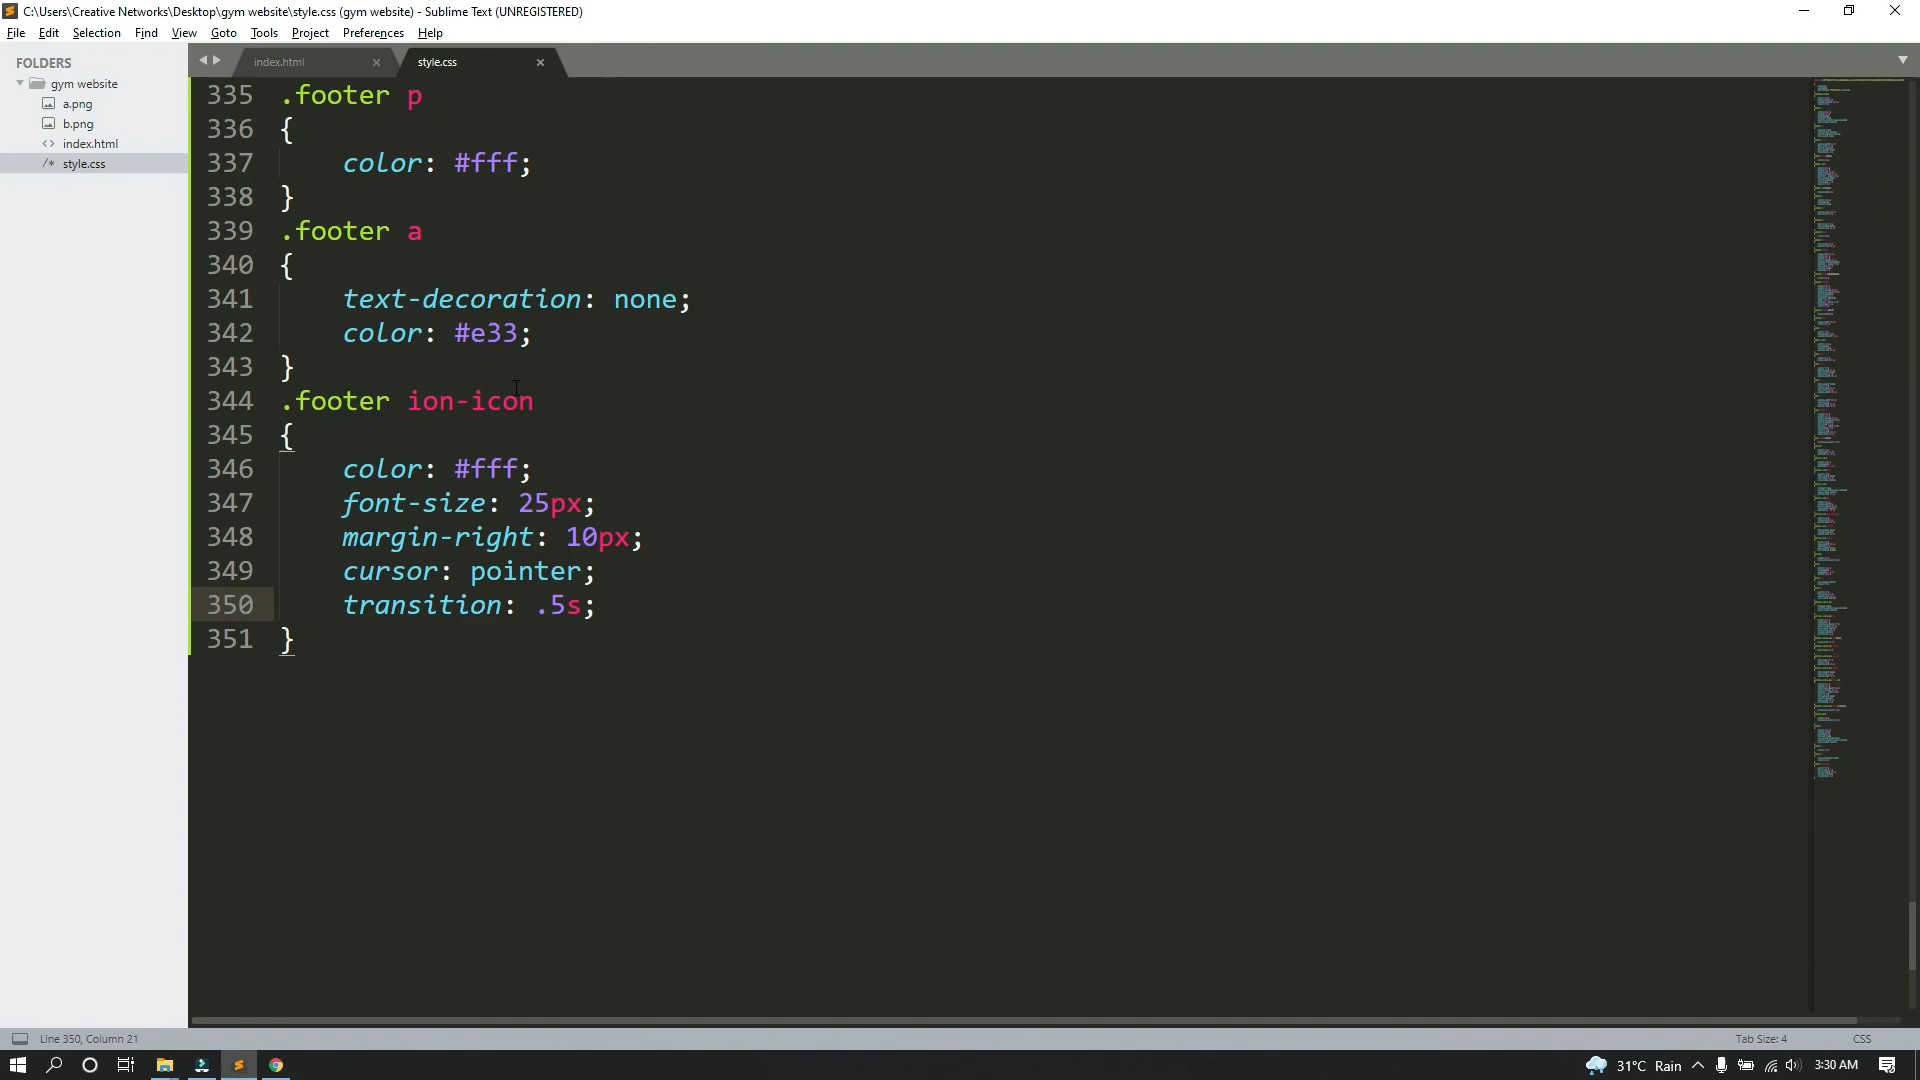 C:\Users\Creative Networks\Desktop\gym website\style.css (gym website) - Sublime Text (UNREGISTERED)
File Edit Selection Find View Goto Tools Project Preferences Help
FOLDERS
gym website
a.png
b.png
index.html
style.css
index.html
style.css
335 .footer p
336 {
337 color: #fff;
338 }
339 .footer a
340 {
341 text-decoration: none;
342 color: #e33;
343 }
344 .footer ion-icon
345 {
346 color: #fff;
347 font-size: 25px;
348 margin-right: 10px;
349 cursor: pointer;
350 transition: .5s;
351 }
Line 350, Column 21
Tab Size: 4
CSS
31°C Rain
3:30 AM